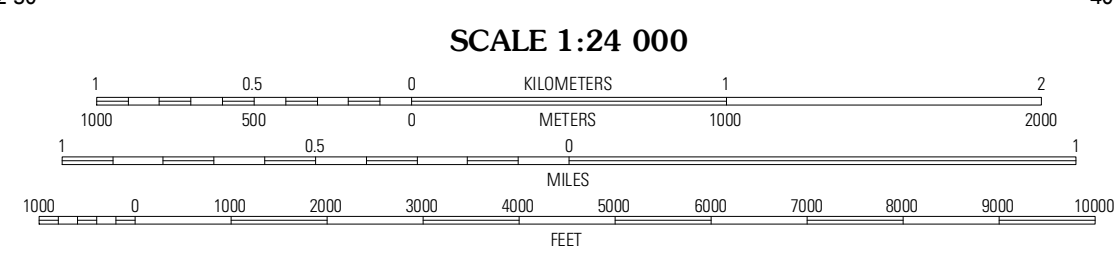 SCALE 1:24 000
1 0.5 0 KILOMETERS 1 2
1000 500 0 METERS 1000 2000
1 0.5 0 1
MILES
1000 0 1000 2000 3000 4000 5000 6000 7000 8000 9000 10000
FEET